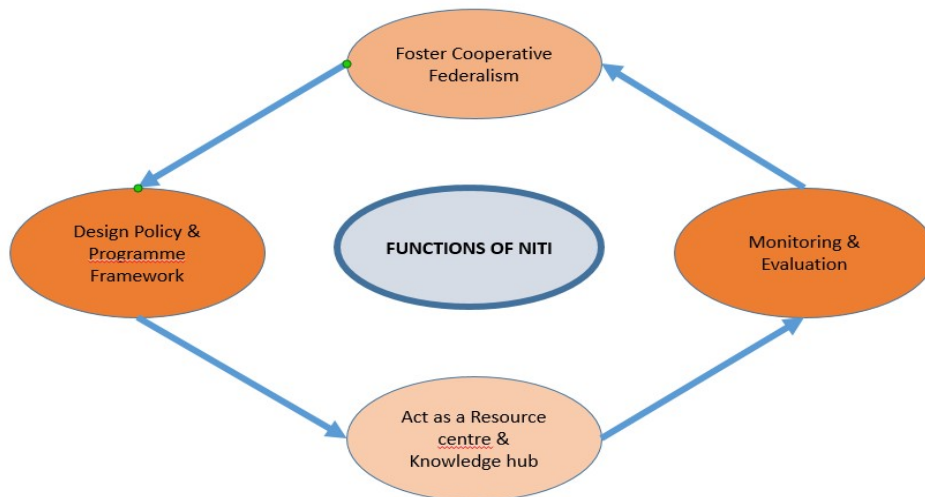 Foster Cooperative
Federalism
Design Policy &
Programme
Framework
FUNCTIONS OF NITI
Monitoring &
Evaluation
Act as a Resource
centre &
Knowledge hub